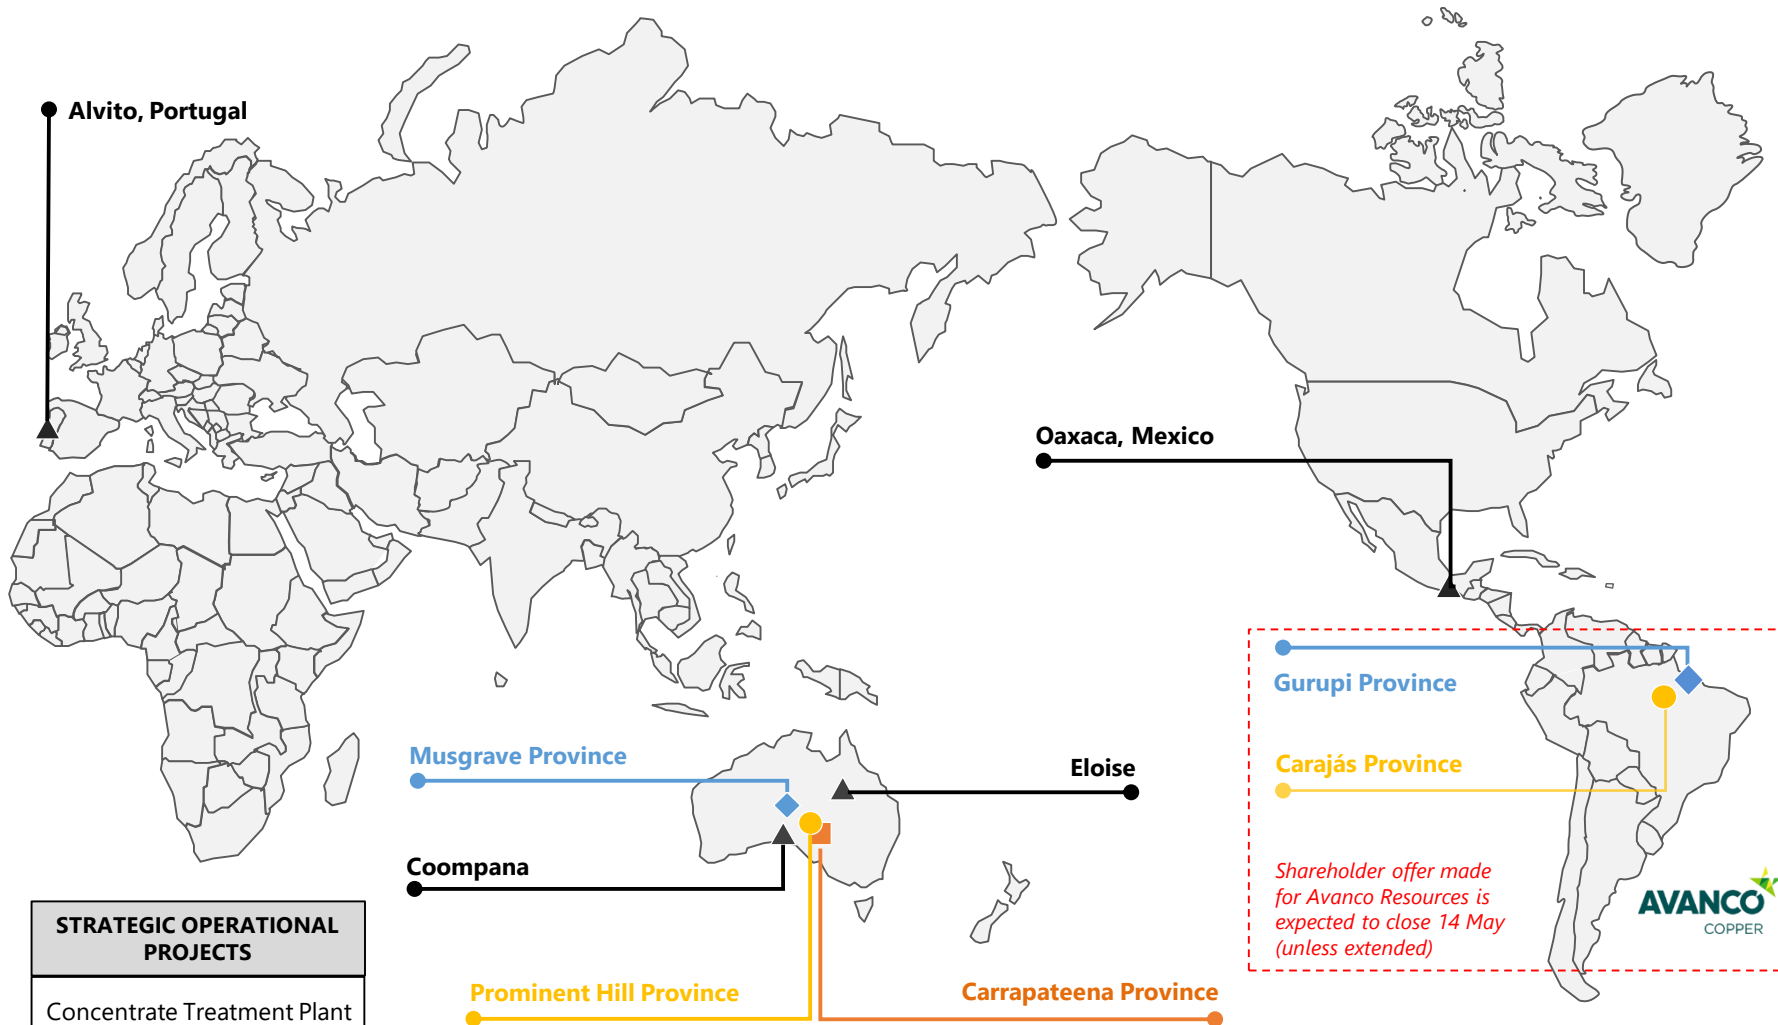 Alvito, Portugal
Oaxaca, Mexico
Gurupi Province
Musgrave Province
Eloise
Carajás Province
Coompana
Shareholder offer made
for Avanco Resources is
expected to close 14 May
(unless extended)
AVANCO
COPPER
STRATEGIC OPERATIONAL
PROJECTS
Concentrate Treatment Plant
Prominent Hill Province
Carrapateena Province